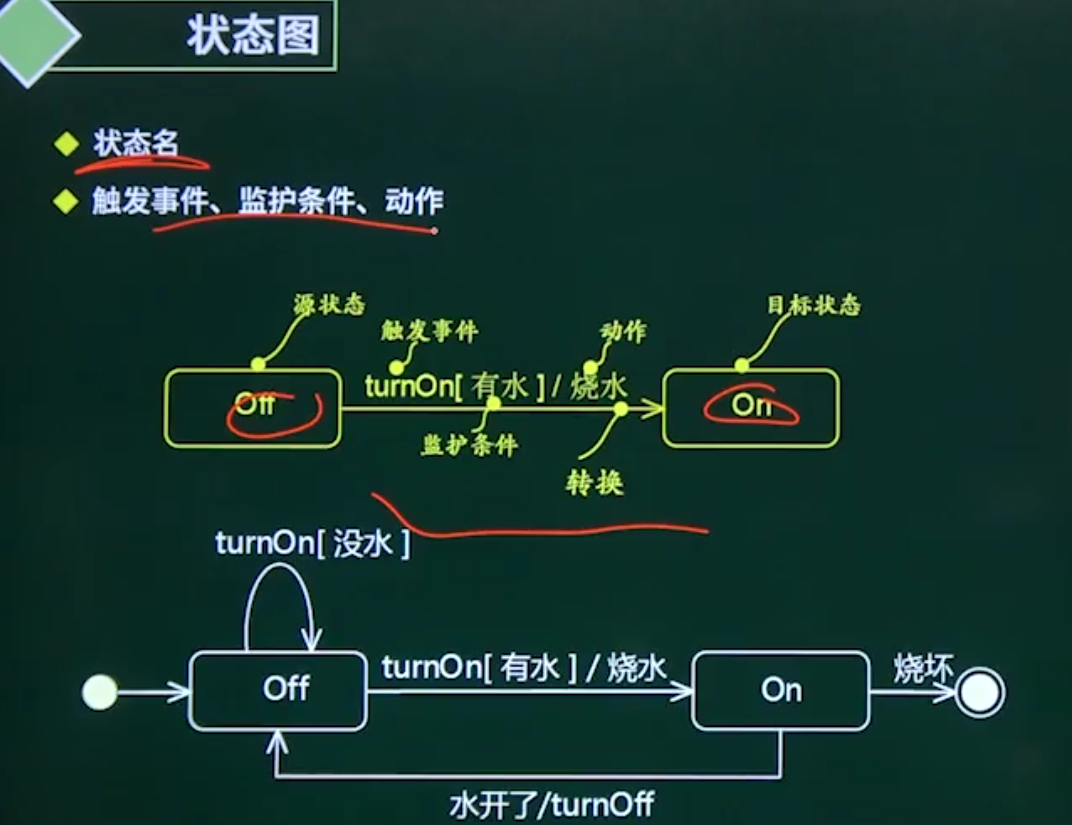 状态图
状态名
触发事件、监护条件、动作
源状态
目标状态
触发事件
动作
turnOn[ 有水 ] / 烧水
Off
On
监护条件
转换
turnOn[ 没水 ]
turnOn[ 有水 ] / 烧水
烧坏
Off
On
水开了/turnOff